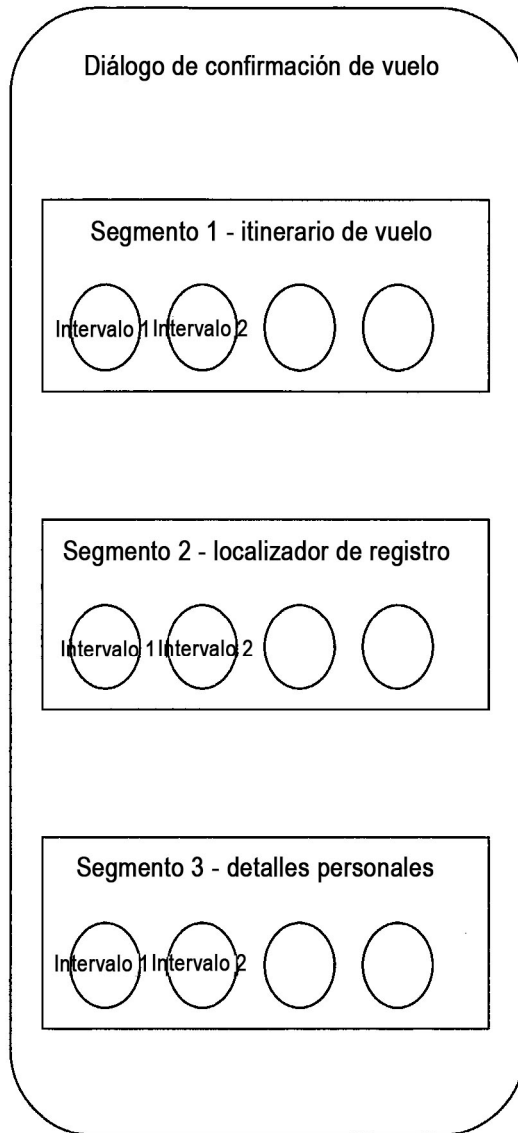 Diálogo de confirmación de vuelo
Segmento 1 - itinerario de vuelo
Intervalo 1 Intervalo 2
Segmento 2 - localizador de registro
Intervalo 1 Intervalo 2
Segmento 3 - detalles personales
Intervalo 1 Intervalo 2